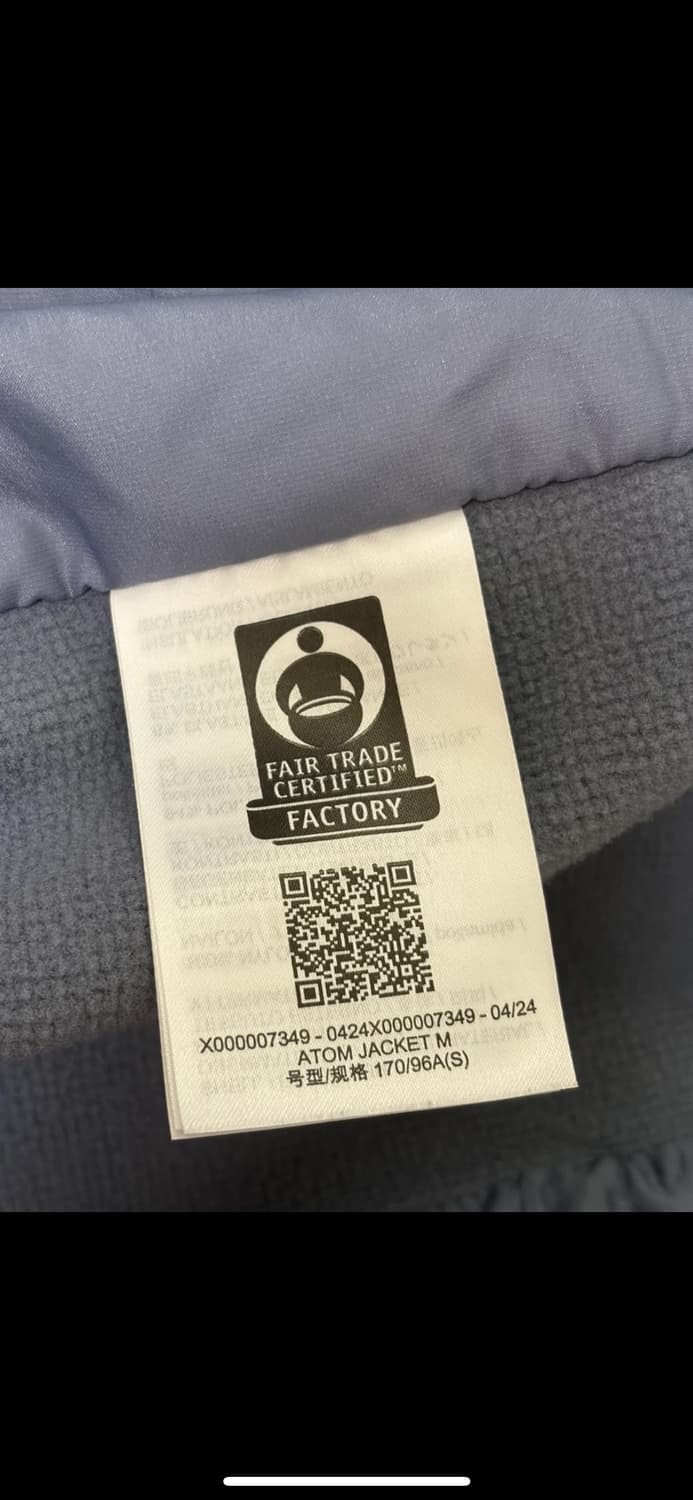 FAIR TRADE
CERTIFIED™
FACTORY
X000007349 - 0424X000007349 - 04/24
ATOM JACKET M
号型/规格 170/96A(S)